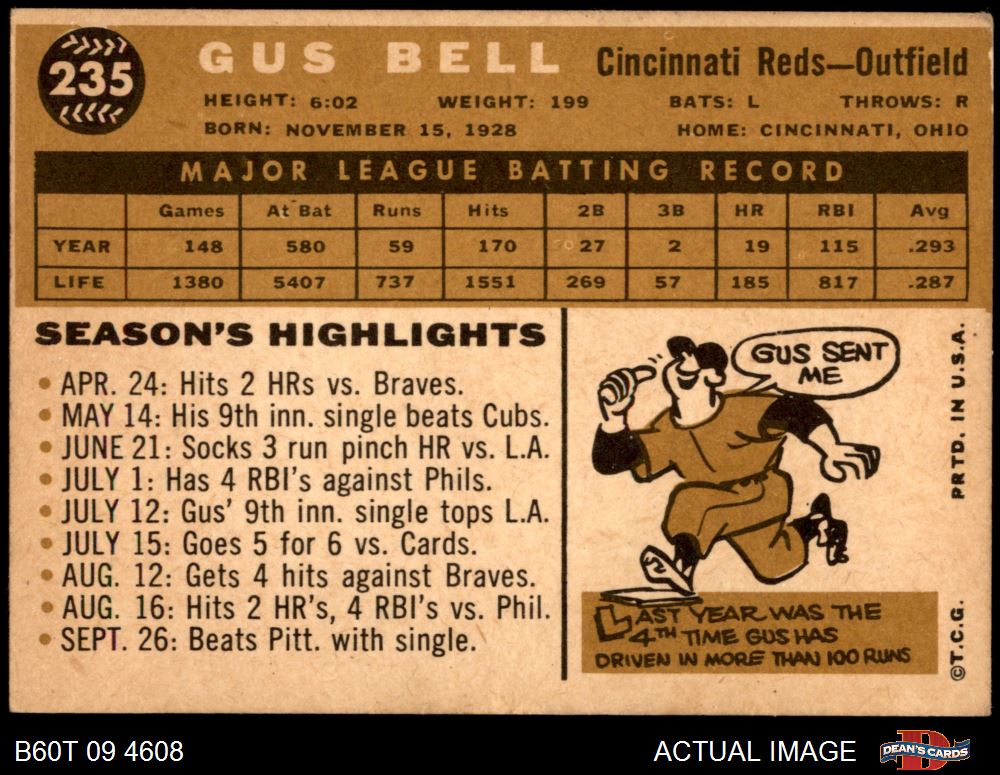 235
GUS BELL Cincinnati Reds—Outfield
HEIGHT: 6:02 WEIGHT: 199 BATS: L THROWS: R
BORN: NOVEMBER 15, 1928 HOME: CINCINNATI, OHIO
MAJOR LEAGUE BATTING RECORD
Games At Bat Runs Hits 2B 3B HR RBI Avg
YEAR 148 580 59 170 27 2 19 115 .293
LIFE 1380 5407 737 1551 269 57 185 817 .287
SEASON'S HIGHLIGHTS
• APR. 24: Hits 2 HRs vs. Braves.
• MAY 14: His 9th inn. single beats Cubs.
• JUNE 21: Socks 3 run pinch HR vs. L.A.
• JULY 1: Has 4 RBI's against Phils.
• JULY 12: Gus' 9th inn. single tops L.A.
• JULY 15: Goes 5 for 6 vs. Cards.
• AUG. 12: Gets 4 hits against Braves.
• AUG. 16: Hits 2 HR's, 4 RBI's vs. Phil.
• SEPT. 26: Beats Pitt. with single.
GUS SENT
ME
LAST YEAR WAS THE
4TH TIME GUS HAS
DRIVEN IN MORE THAN 100 RUNS
©T.C.G. PRTD. IN U.S.A.
B60T 09 4608 ACTUAL IMAGE
DEAN'S CARDS